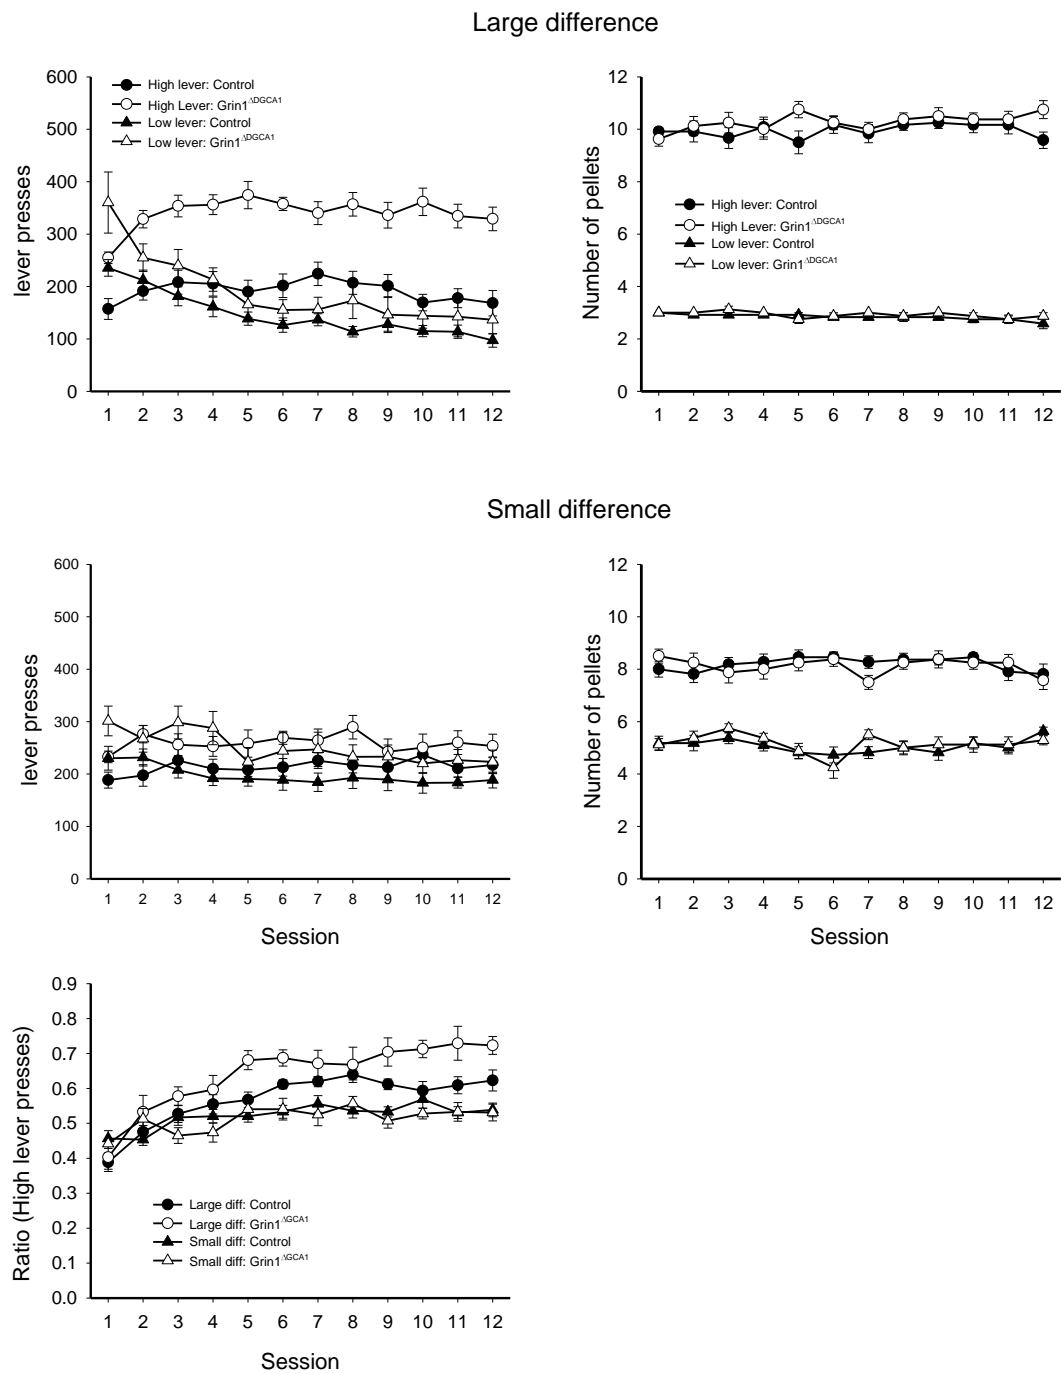 Large difference
600
500
400
300
200
100
0
lever presses
High lever: Control
High Lever: Grin1ΔDGCA1
Low lever: Control
Low lever: Grin1ΔDGCA1
1 2 3 4 5 6 7 8 9 10 11 12
12
10
8
6
4
2
0
Number of pellets
High lever: Control
High Lever: Grin1ΔDGCA1
Low lever: Control
Low lever: Grin1ΔDGCA1
1 2 3 4 5 6 7 8 9 10 11 12
Small difference
600
500
400
300
200
100
0
lever presses
1 2 3 4 5 6 7 8 9 10 11 12
Session
12
10
8
6
4
2
0
Number of pellets
1 2 3 4 5 6 7 8 9 10 11 12
Session
0.9
0.8
0.7
0.6
0.5
0.4
0.3
0.2
0.1
0.0
Ratio (High lever presses)
Large diff: Control
Large diff: Grin1ΔGCA1
Small diff: Control
Small diff: Grin1ΔGCA1
1 2 3 4 5 6 7 8 9 10 11 12
Session